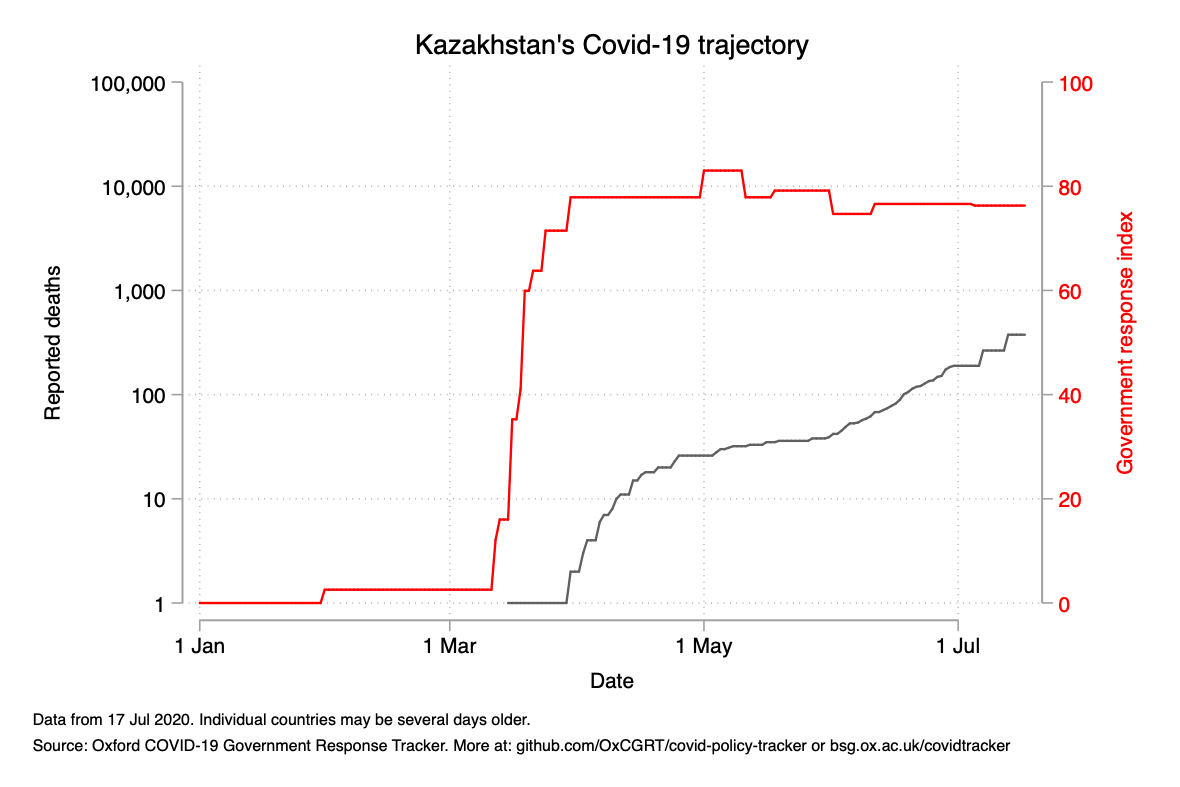 Kazakhstan's Covid-19 trajectory
100,000
10,000
1,000
100
10
1
Reported deaths
100
80
60
40
20
0
Government response index
1 Jan
1 Mar
1 May
1 Jul
Date
Data from 17 Jul 2020. Individual countries may be several days older.
Source: Oxford COVID-19 Government Response Tracker. More at: github.com/OxCGRT/covid-policy-tracker or bsg.ox.ac.uk/covidtracker